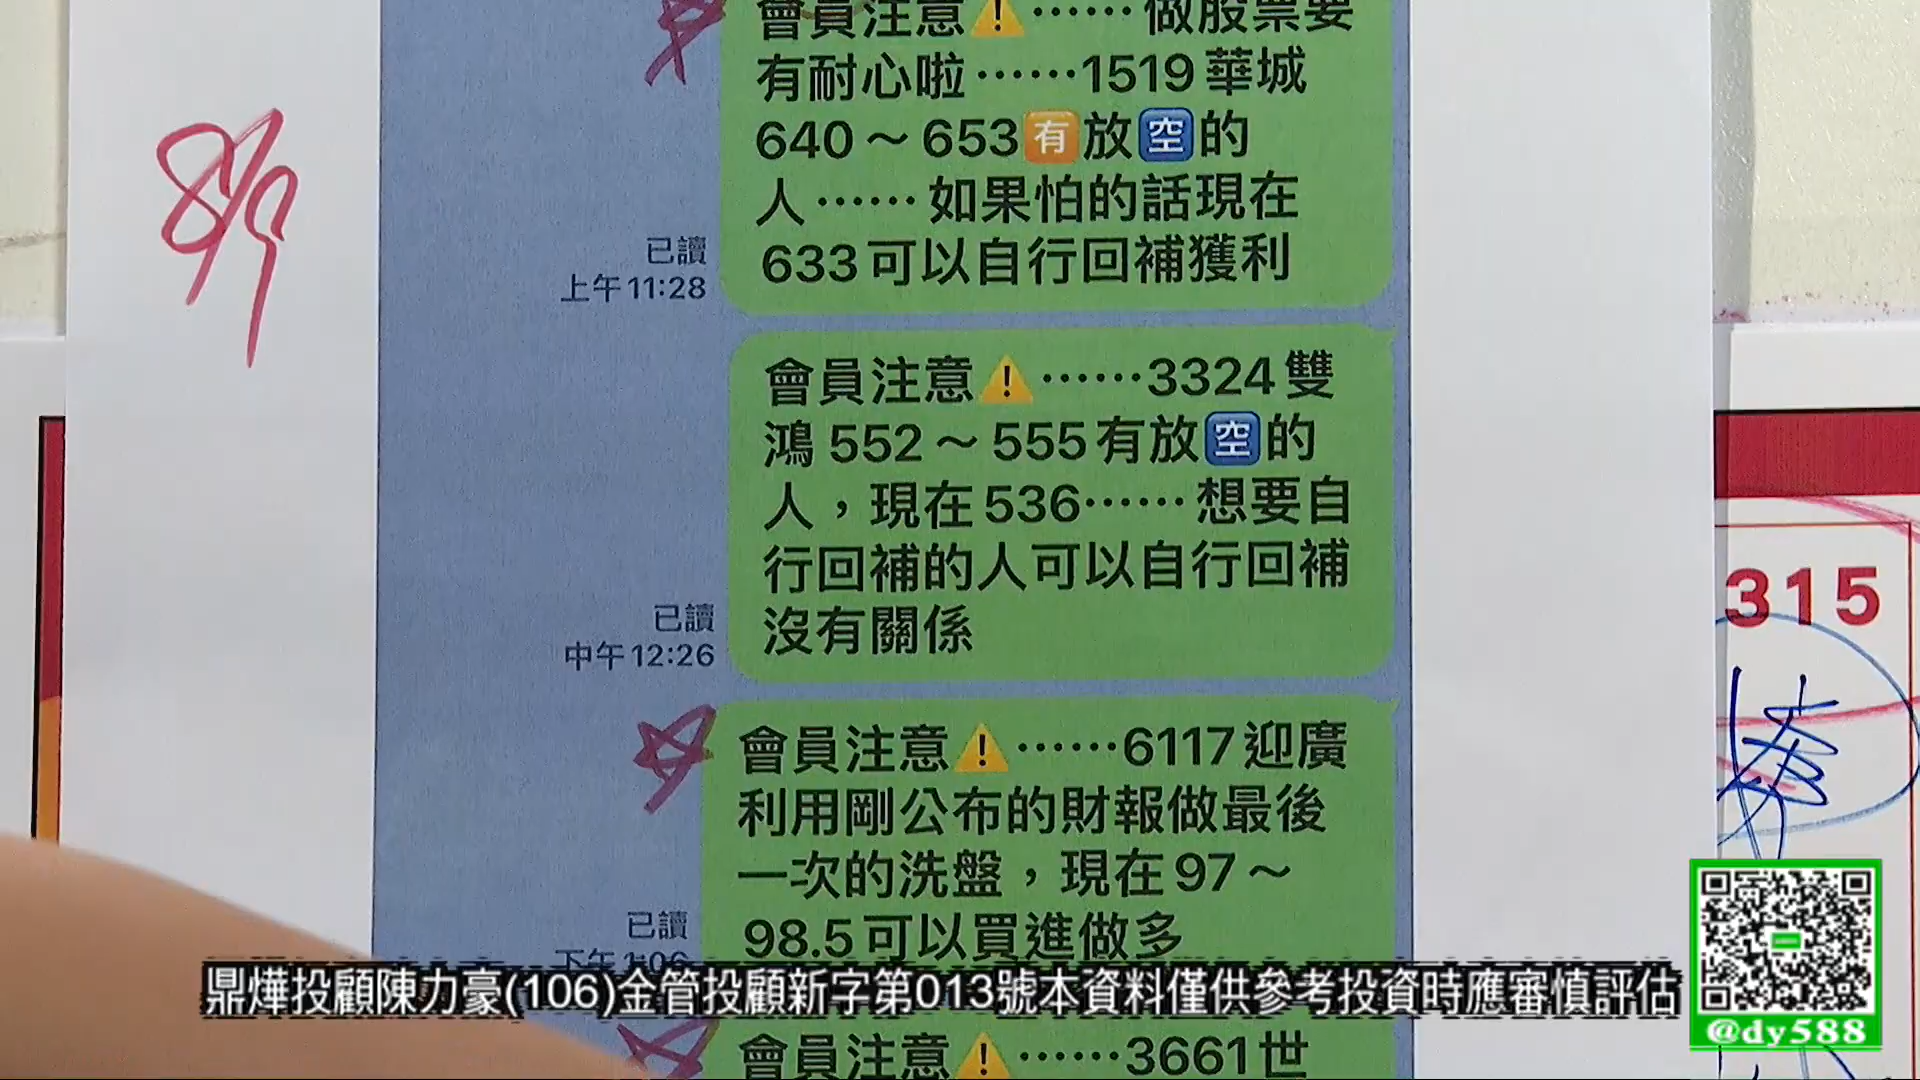 8/9
會員注意⚠️⋯⋯做股票要
有耐心啦⋯⋯1519華城
640～653🈶放🈳的
人⋯⋯如果怕的話現在
633可以自行回補獲利
已讀
上午11:28
會員注意⚠️⋯⋯3324雙
鴻552～555有放🈳的
人，現在536⋯⋯想要自
行回補的人可以自行回補
沒有關係
已讀
中午12:26
會員注意⚠️⋯⋯6117迎廣
利用剛公布的財報做最後
一次的洗盤，現在97～
98.5可以買進做多
已讀
下午1:06
會員注意⚠️⋯⋯3661世
315
鼎燁投顧陳力豪(106)金管投顧新字第013號本資料僅供參考投資時應審慎評估
@dy588